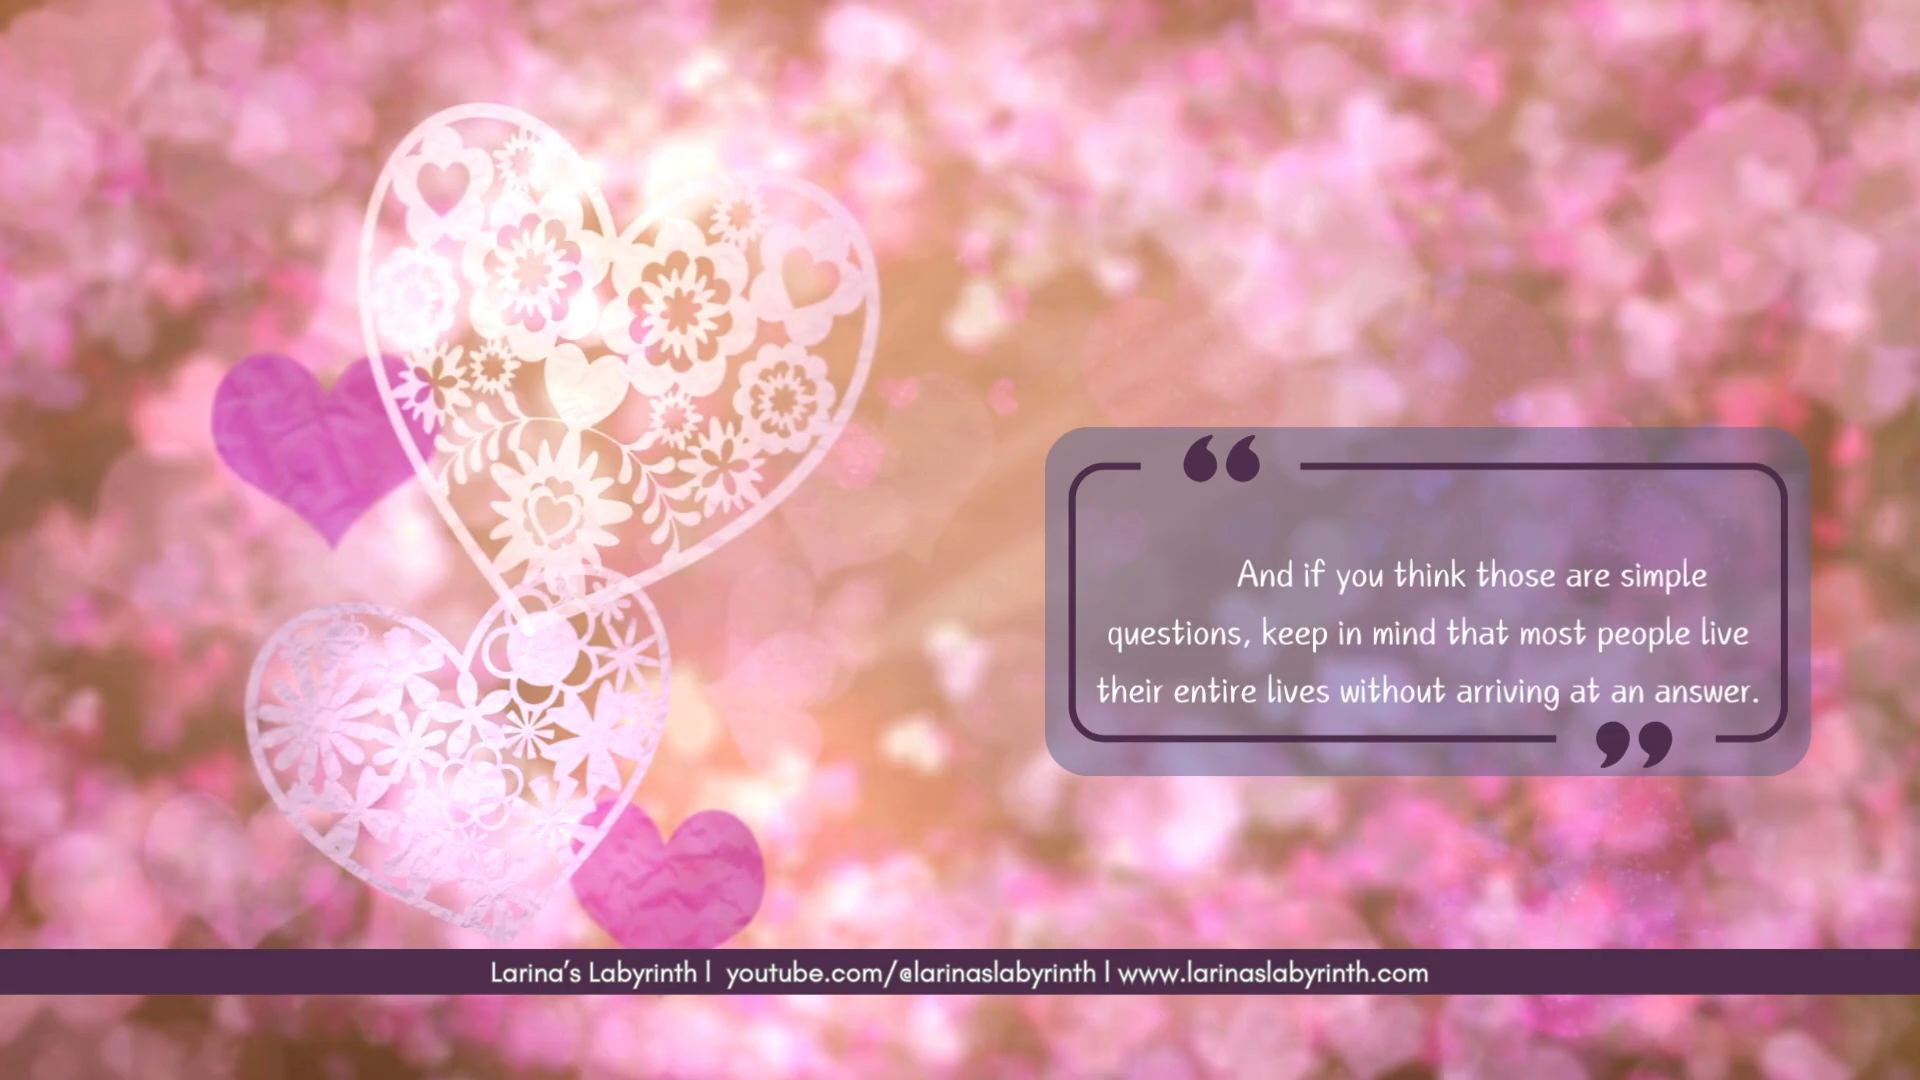 “
And if you think those are simple
questions, keep in mind that most people live
their entire lives without arriving at an answer.
”
Larina’s Labyrinth | youtube.com/@larinaslabyrinth | www.larinaslabyrinth.com